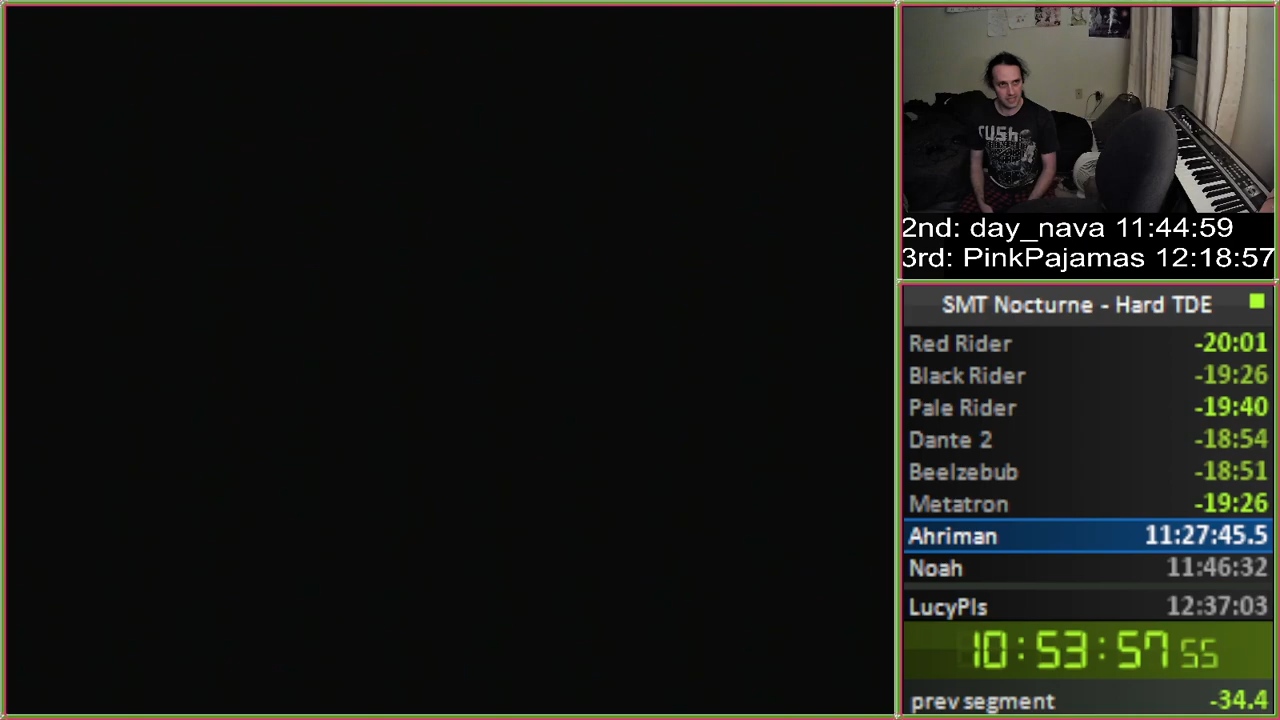 rush
2nd: day_nava 11:44:59
3rd: PinkPajamas 12:18:57
SMT Nocturne - Hard TDE
Red Rider -20:01
Black Rider -19:26
Pale Rider -19:40
Dante 2 -18:54
Beelzebub -18:51
Metatron -19:26
Ahriman 11:27:45.5
Noah 11:46:32
LucyPls 12:37:03
10:53:57 55
prev segment -34.4